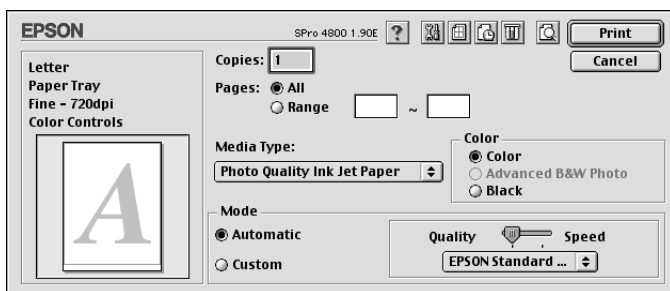 EPSON
SPro 4800 1.90E
?
Print
Cancel
Letter
Paper Tray
Fine - 720dpi
Color Controls
A
Copies: 1
Pages: All
Range ~
Media Type:
Photo Quality Ink Jet Paper
Color
Color
Advanced B&W Photo
Black
Mode
Automatic
Custom
Quality Speed
EPSON Standard ...